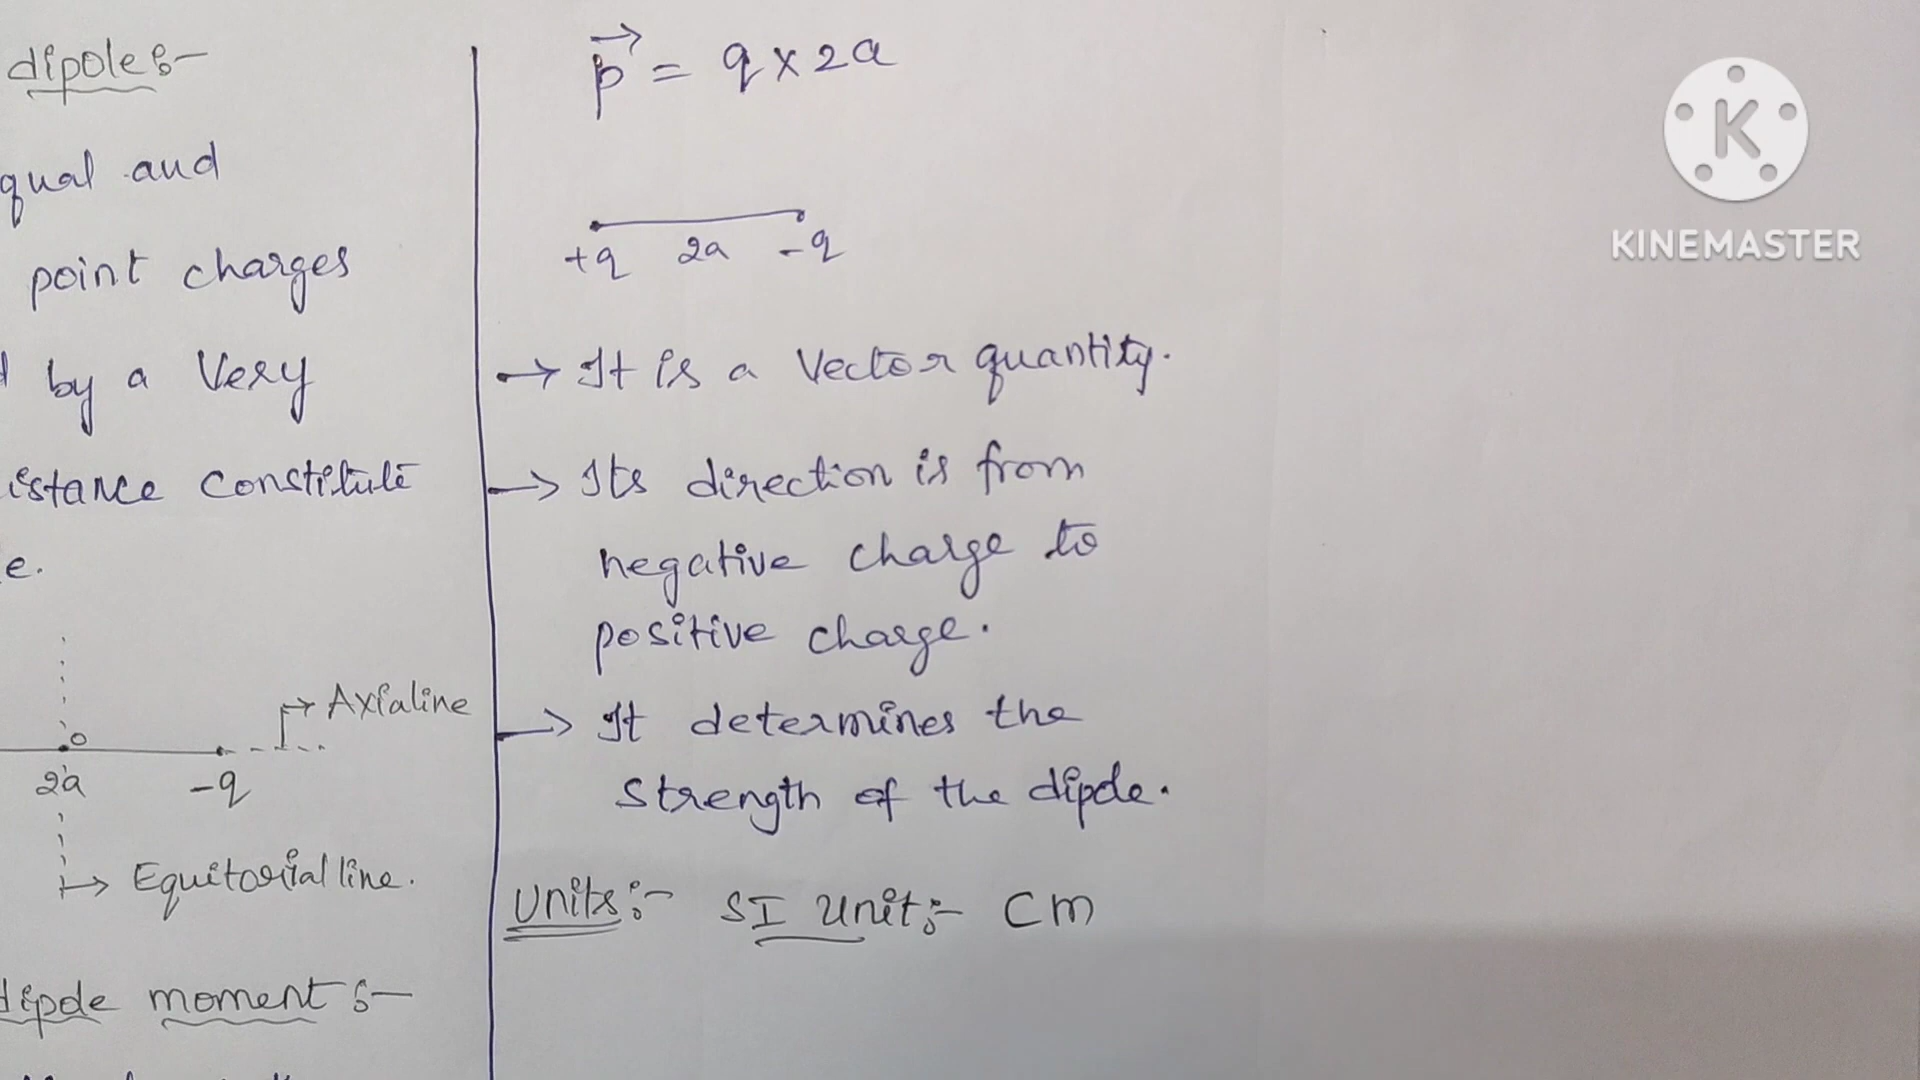 dipole:-
qual and
point charges
d by a Very
istance constitute
e.
o
Axialine
2a -q
Equitorial line.
dipole moment :-
p = q x 2a
+q 2a -q
→ It is a Vector quantity.
→ Its direction is from
negative charge to
positive charge.
→ It determines the
strength of the dipole.
Units:- SI Unit:- Cm
K
KINEMASTER